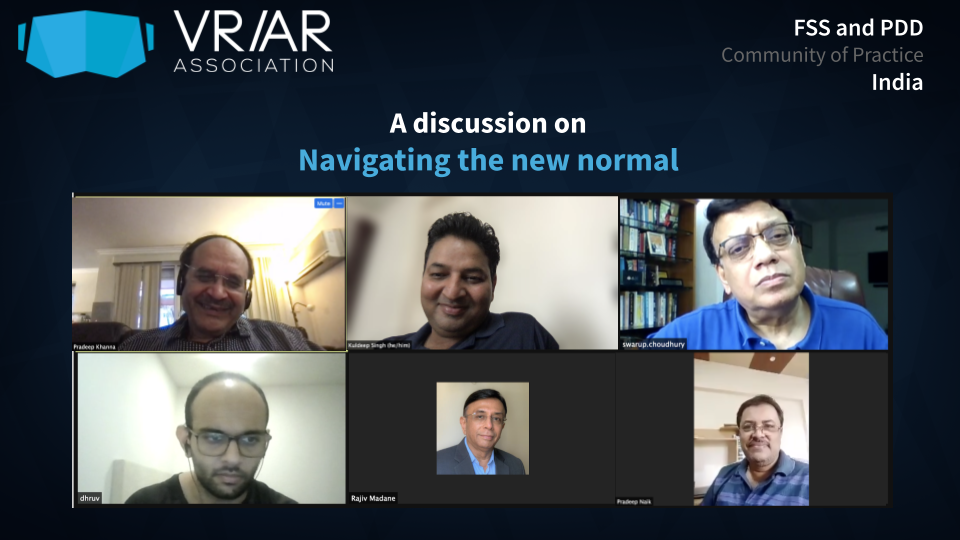 VR/AR
ASSOCIATION
FSS and PDD
Community of Practice
India
A discussion on
Navigating the new normal
Mute
Pradeep Khanna
Kuldeep Singh (he/him)
swarup.choudhury
dhruv
Rajiv Madane
Pradeep Naik